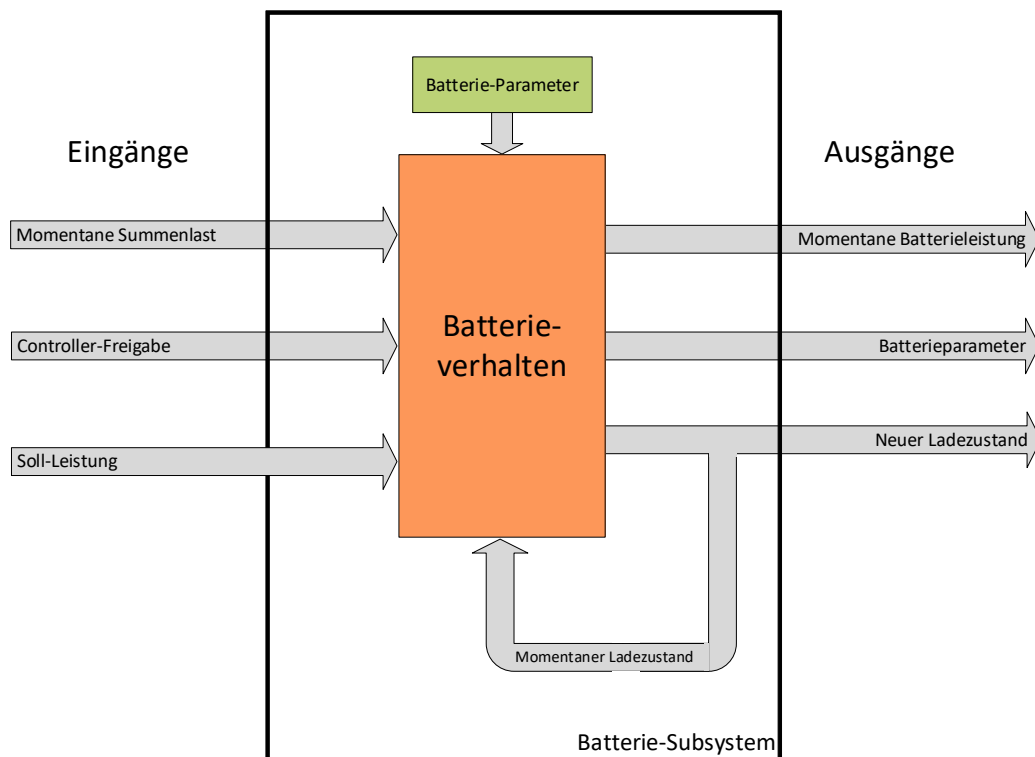 Batterie-Parameter
Eingänge
Ausgänge
Momentane Summenlast
Momentane Batterieleistung
Controller-Freigabe
Batterie-
verhalten
Batterieparameter
Soll-Leistung
Neuer Ladezustand
Momentaner Ladezustand
Batterie-Subsystem